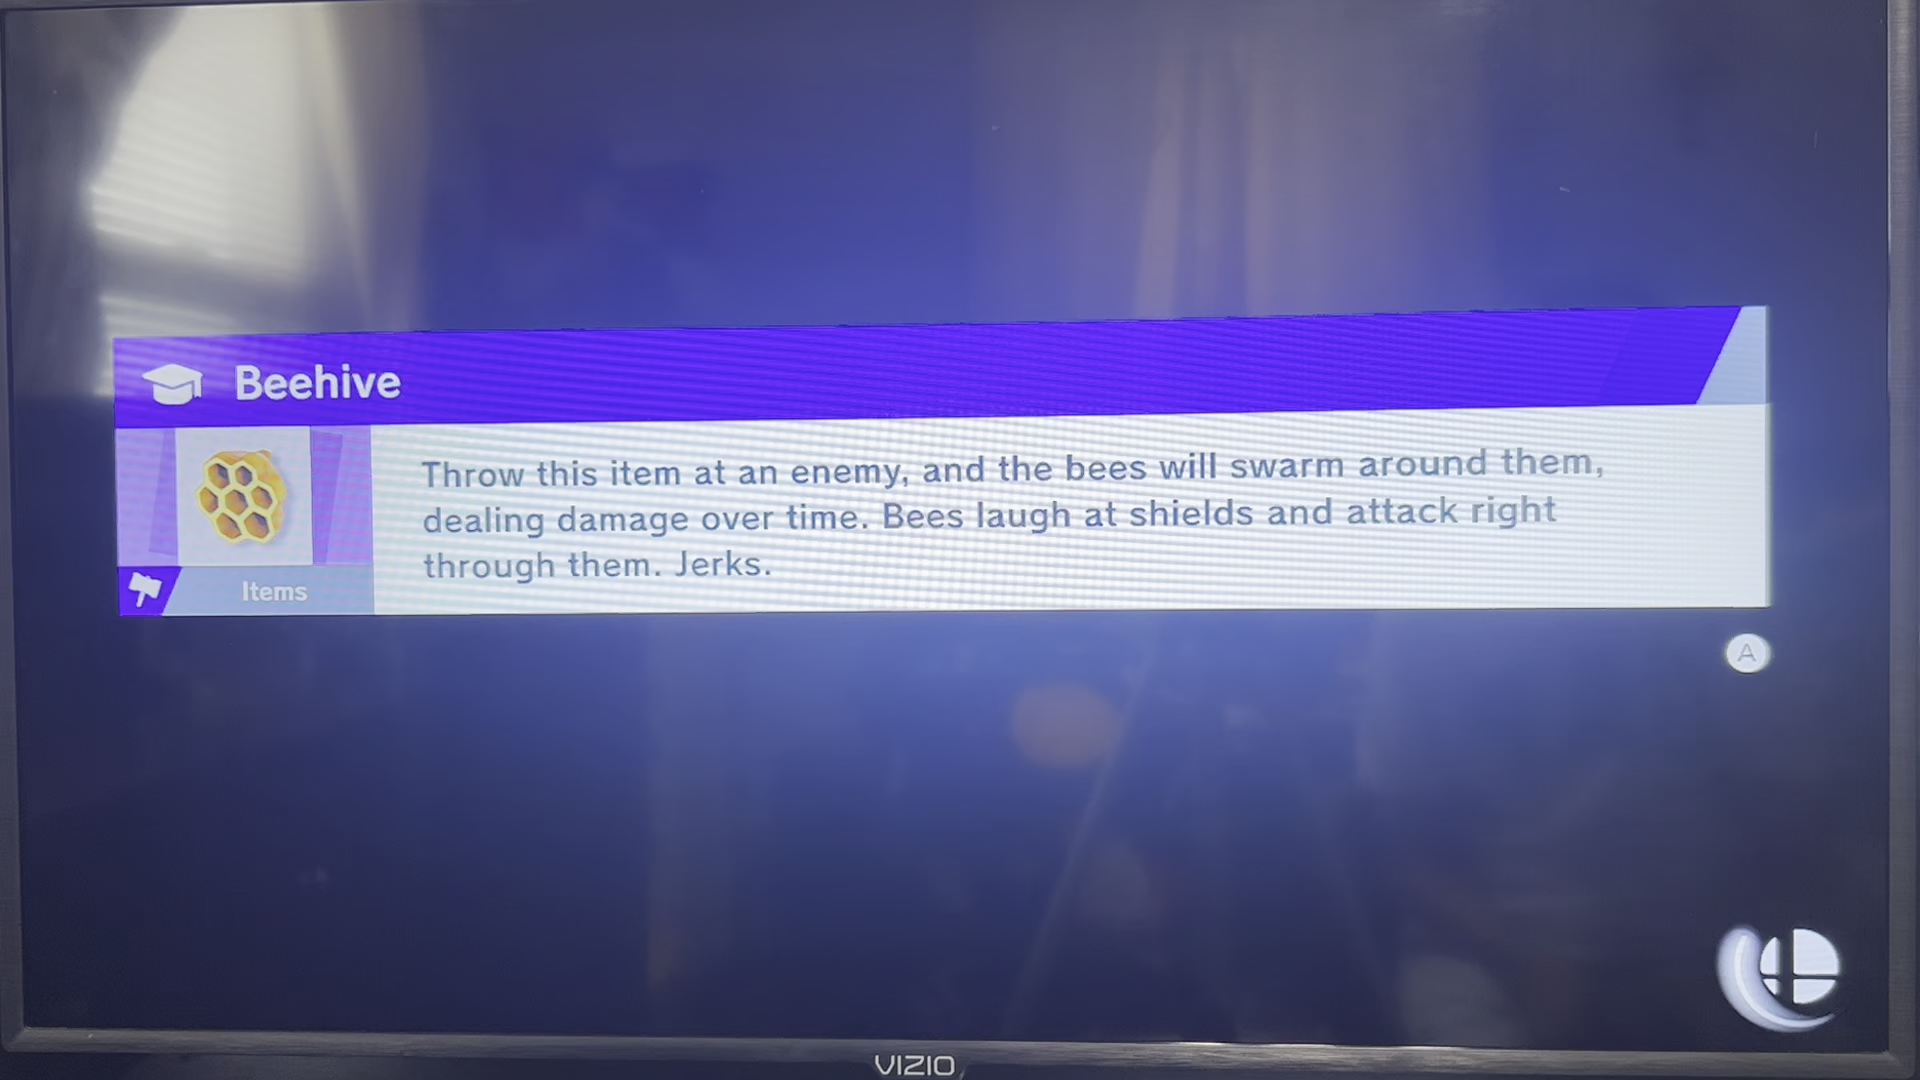 Beehive
Throw this item at an enemy, and the bees will swarm around them,
dealing damage over time. Bees laugh at shields and attack right
through them. Jerks.
Items
A
VIZIO